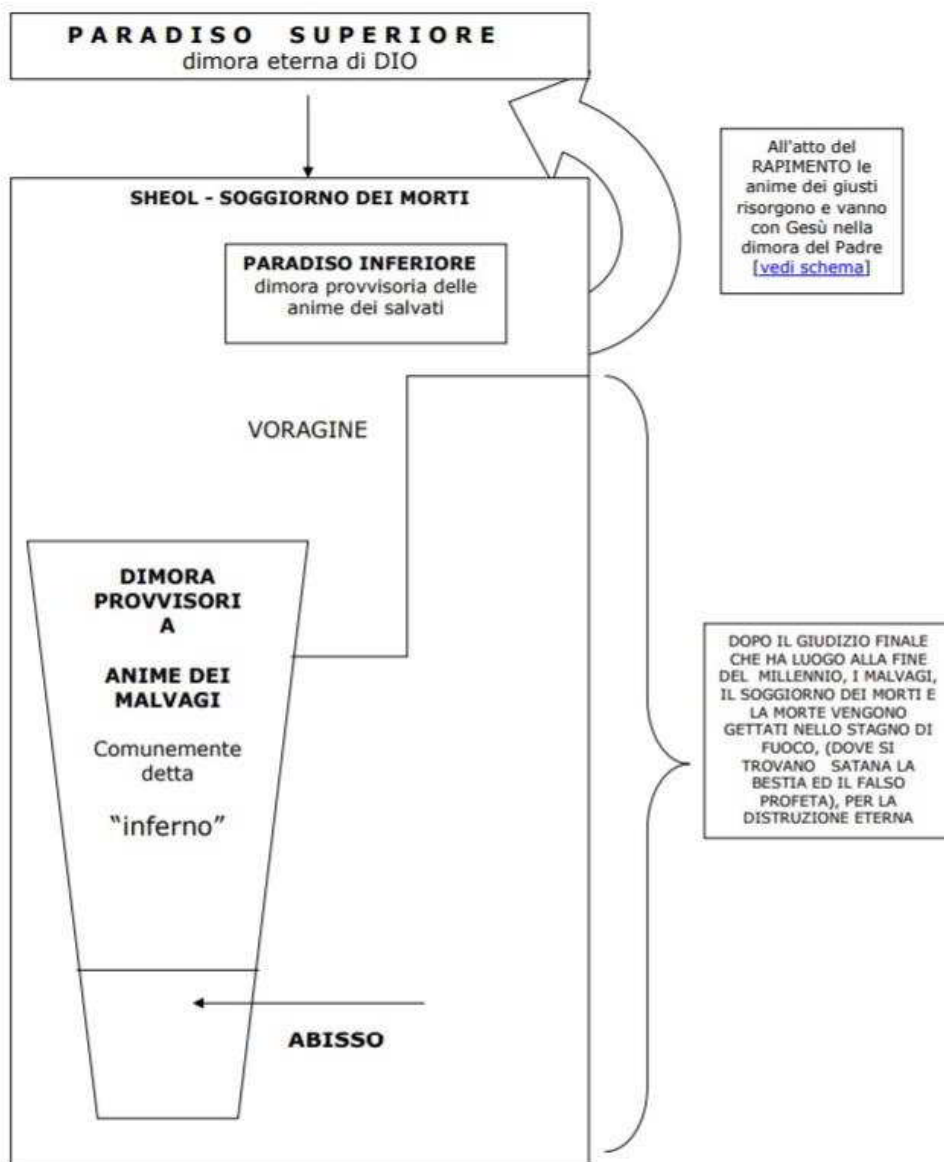 PARADISO SUPERIORE
dimora eterna di DIO
All'atto del
RAPIMENTO le
anime dei giusti
risorgono e vanno
con Gesù nella
dimora del Padre
[vedi schema]
SHEOL - SOGGIORNO DEI MORTI
PARADISO INFERIORE
dimora provvisoria delle
anime dei salvati
VORAGINE
DIMORA
PROVVISORI
A
ANIME DEI
MALVAGI
Comunemente
detta
"inferno"
ABISSO
DOPO IL GIUDIZIO FINALE
CHE HA LUOGO ALLA FINE
DEL MILLENNIO, I MALVAGI,
IL SOGGIORNO DEI MORTI E
LA MORTE VENGONO
GETTATI NELLO STAGNO DI
FUOCO, (DOVE SI
TROVANO SATANA LA
BESTIA ED IL FALSO
PROFETA), PER LA
DISTRUZIONE ETERNA